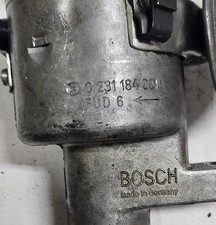 0 231 184 001
JFUD 6 ←
BOSCH
made in Germany